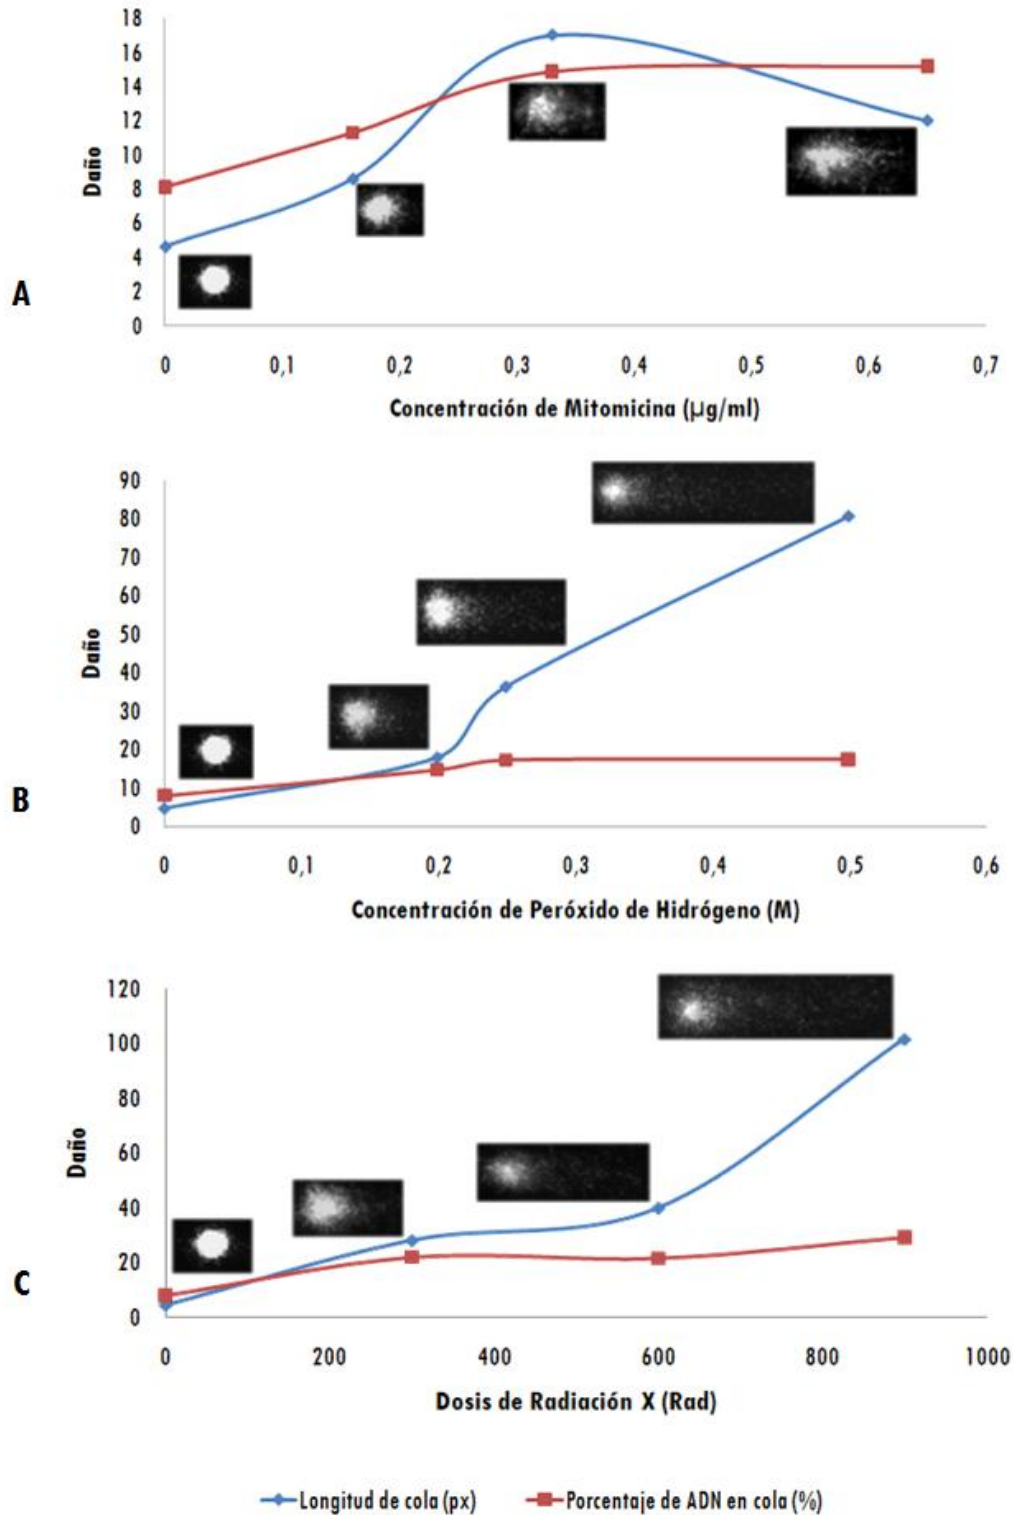 18
16
14
12
10
8
6
4
2
0
Daño
A
0 0,1 0,2 0,3 0,4 0,5 0,6 0,7
Concentración de Mitomicina (µg/ml)
90
80
70
60
50
40
30
20
10
0
Daño
B
0 0,1 0,2 0,3 0,4 0,5 0,6
Concentración de Peróxido de Hidrógeno (M)
120
100
80
60
40
20
0
Daño
C
0 200 400 600 800 1000
Dosis de Radiación X (Rad)
Longitud de cola (px) Porcentaje de ADN en cola (%)